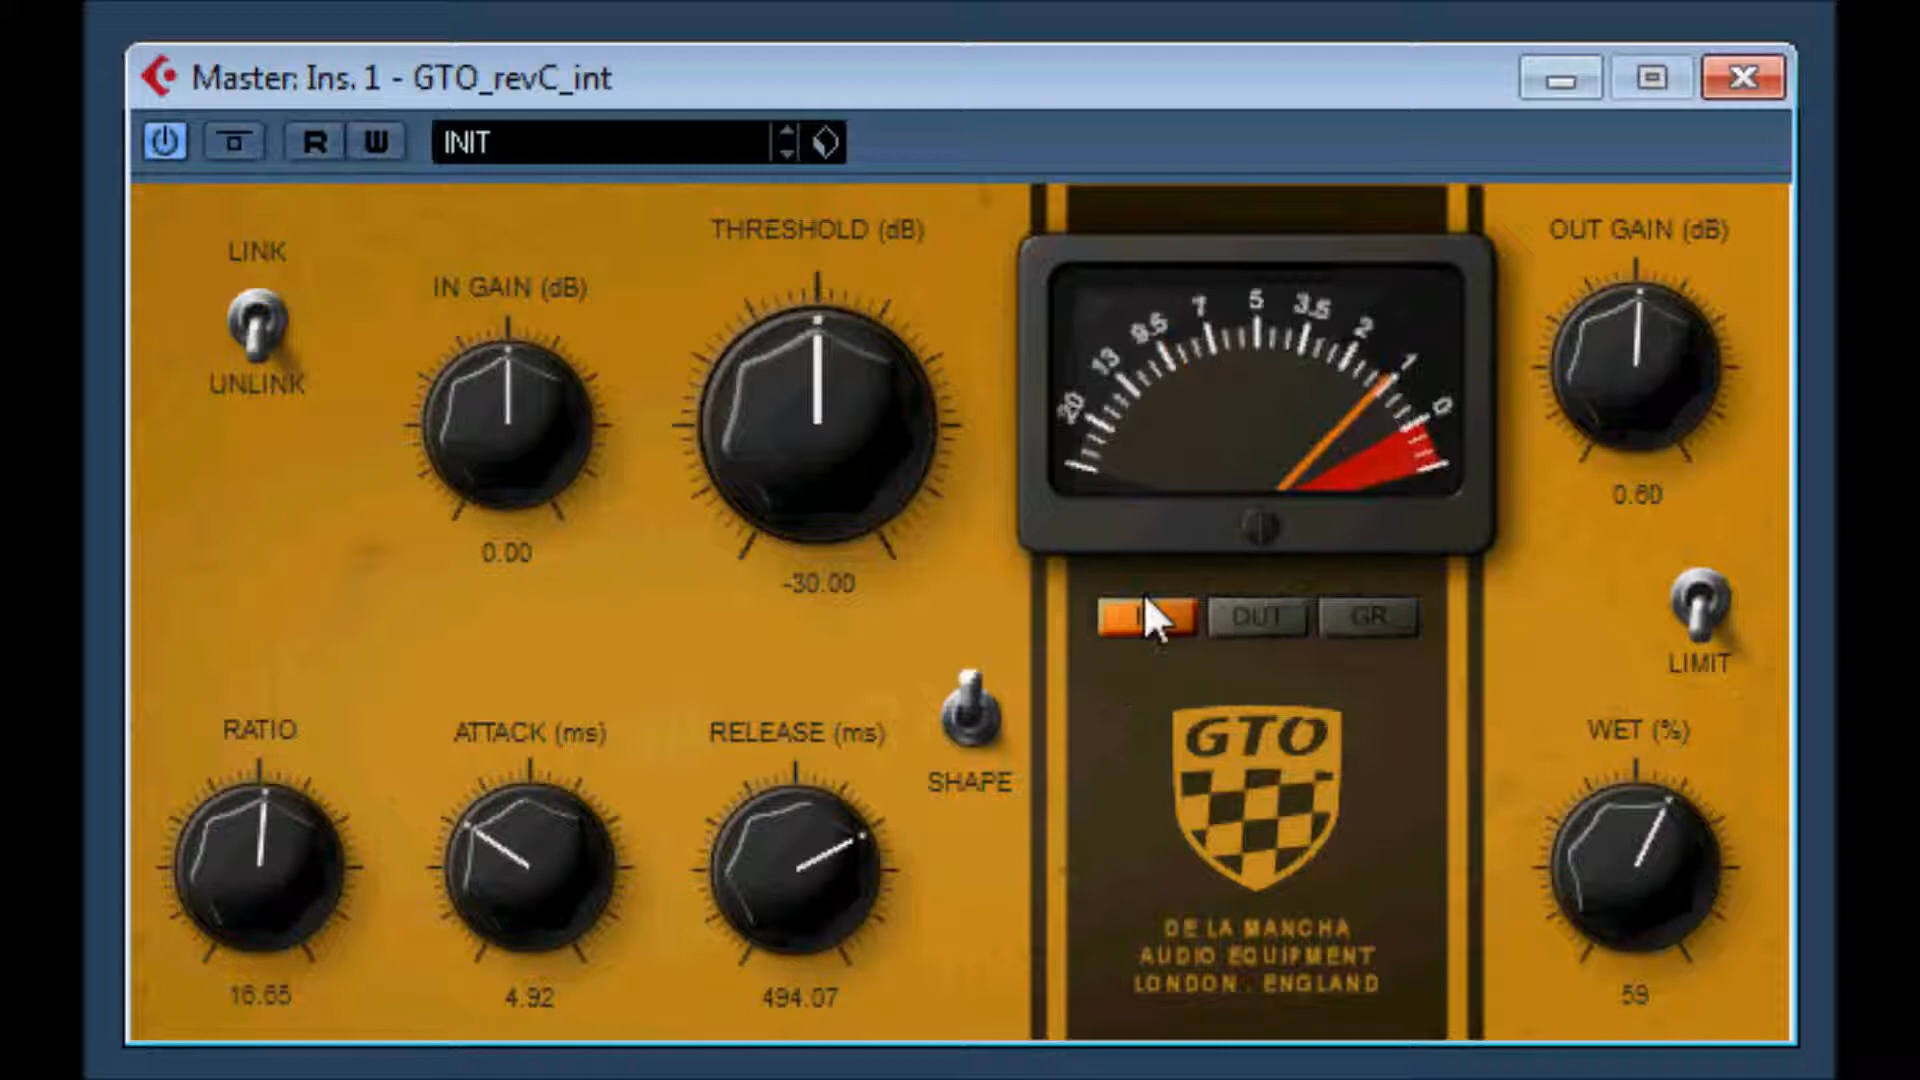 Master: Ins. 1 - GTO_revC_int
R W INIT
LINK
UNLINK
IN GAIN (dB)
0.00
THRESHOLD (dB)
-30.00
20 13 9.5 7 5 3.5 2 1 0
OUT GAIN (dB)
0.60
OUT GR
LIMIT
SHAPE
RATIO
16.65
ATTACK (ms)
4.92
RELEASE (ms)
494.07
GTO
DE LA MANCHA
AUDIO EQUIPMENT
LONDON . ENGLAND
WET (%)
59